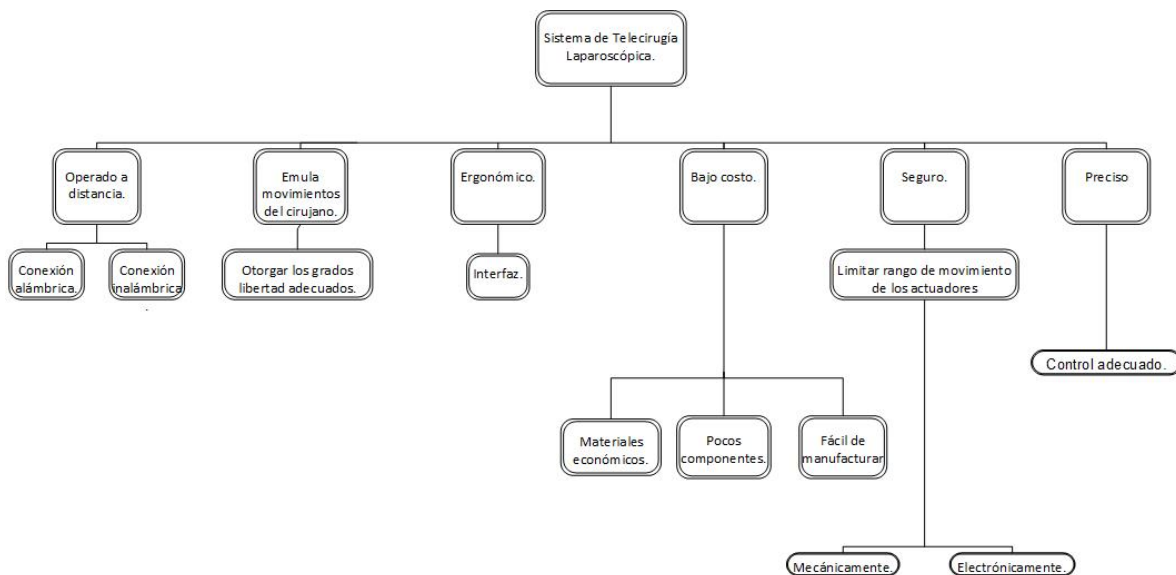 Sistema de Telecirugía
Laparoscópica.
Operado a
distancia.
Emula
movimientos
del cirujano.
Ergonómico.
Bajo costo.
Seguro.
Preciso
Conexión
alámbrica.
Conexión
inalámbrica
.
Otorgar los grados
libertad adecuados.
Interfaz.
Limitar rango de movimiento
de los actuadores
Control adecuado.
Materiales
económicos.
Pocos
componentes.
Fácil de
manufacturar
Mecánicamente.
Electrónicamente.